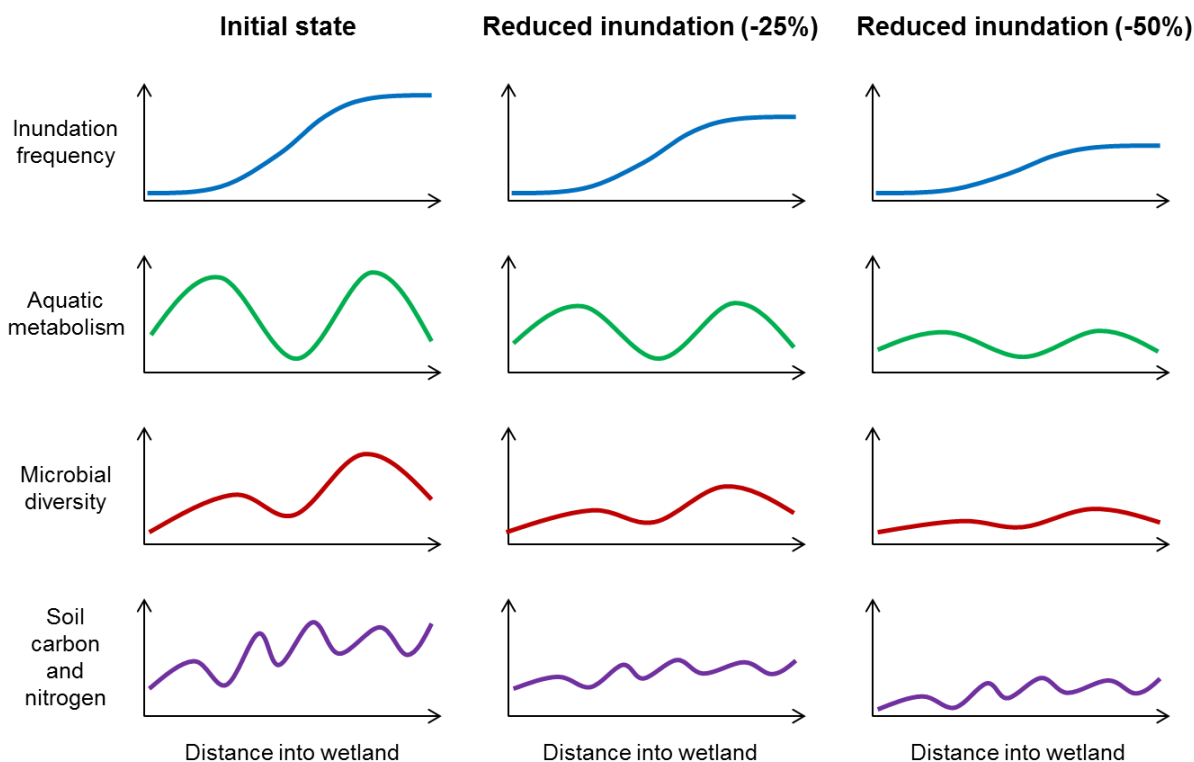 Initial state
Reduced inundation (-25%)
Reduced inundation (-50%)
Inundation
frequency
Aquatic
metabolism
Microbial
diversity
Soil
carbon
and
nitrogen
Distance into wetland
Distance into wetland
Distance into wetland